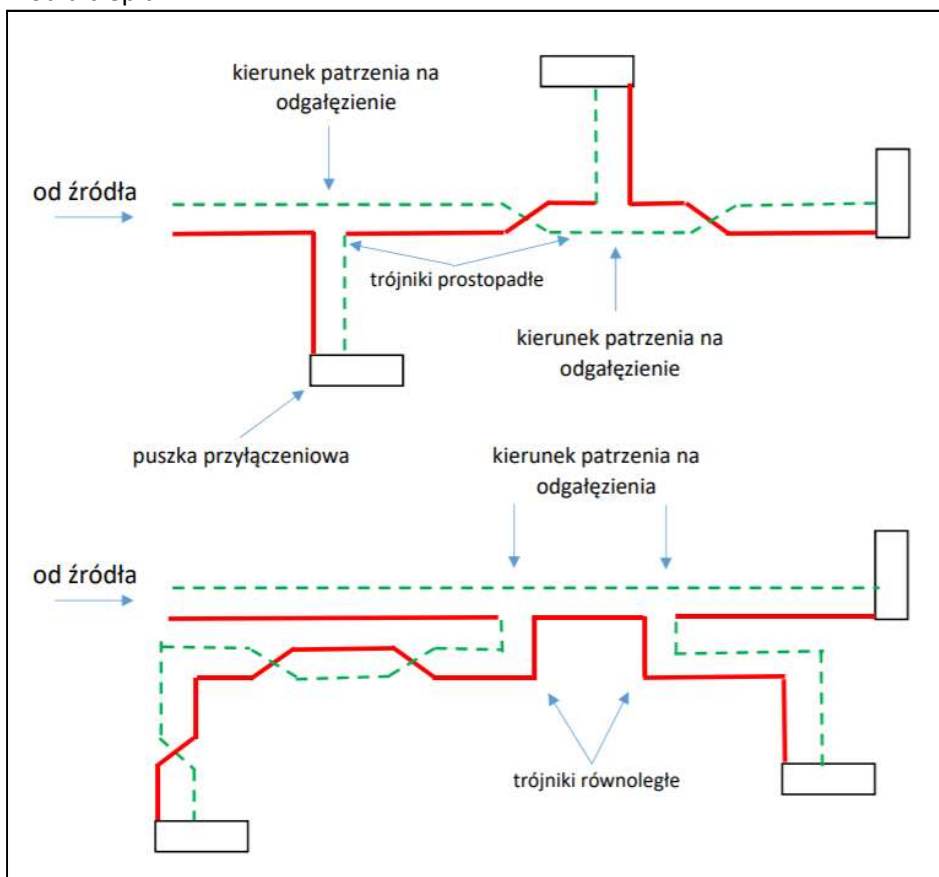 kierunek patrzenia na
odgałęzienie
od źródła
trójniki prostopadłe
kierunek patrzenia na
odgałęzienie
puszka przyłączeniowa
kierunek patrzenia na
odgałęzienia
od źródła
trójniki równoległe